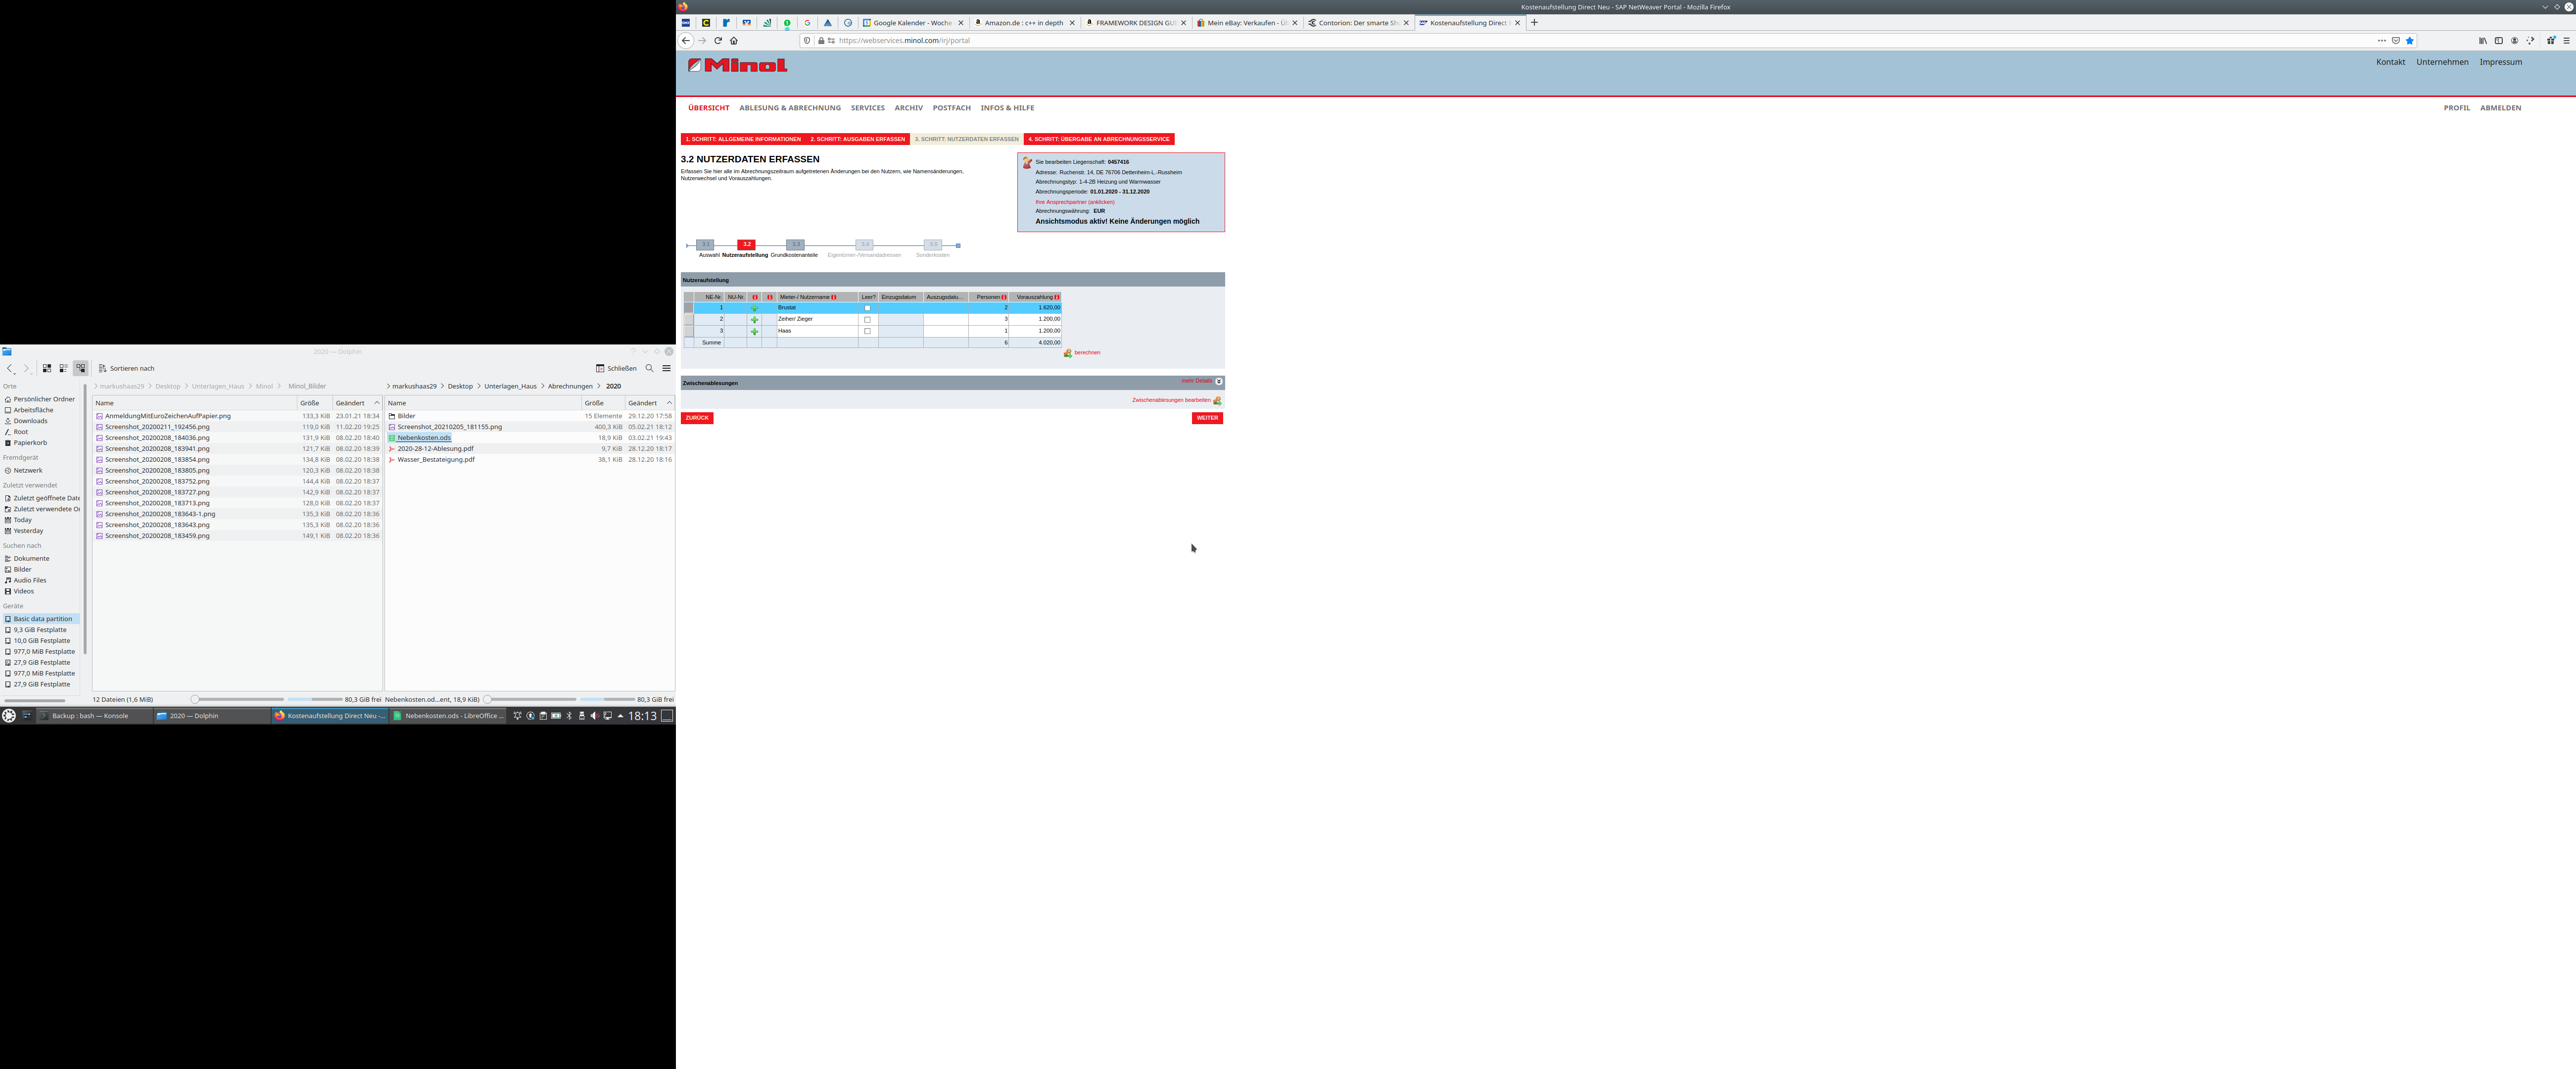 Kostenaufstellung Direct Neu - SAP NetWeaver Portal - Mozilla Firefox
Google Kalender - Woche
Amazon.de : c++ in depth
FRAMEWORK DESIGN GU
Mein eBay: Verkaufen - Ü
Contorion: Der smarte Sh
Kostenaufstellung Direct
https://webservices.minol.com/irj/portal
Minol
Kontakt Unternehmen Impressum
ÜBERSICHT ABLESUNG & ABRECHNUNG SERVICES ARCHIV POSTFACH INFOS & HILFE
PROFIL ABMELDEN
1. SCHRITT: ALLGEMEINE INFORMATIONEN 2. SCHRITT: AUSGABEN ERFASSEN 3. SCHRITT: NUTZERDATEN ERFASSEN 4. SCHRITT: ÜBERGABE AN ABRECHNUNGSSERVICE
3.2 NUTZERDATEN ERFASSEN
Erfassen Sie hier alle im Abrechnungszeitraum aufgetretenen Änderungen bei den Nutzern, wie Namensänderungen,
Nutzerwechsel und Vorauszahlungen.
Sie bearbeiten Liegenschaft: 0457416
Adresse: Ruchenstr. 14, DE 76706 Dettenheim-L.-Russheim
Abrechnungstyp: 1-4-2B Heizung und Warmwasser
Abrechnungsperiode: 01.01.2020 - 31.12.2020
Ihre Ansprechpartner (anklicken)
Abrechnungswährung: EUR
Ansichtsmodus aktiv! Keine Änderungen möglich
3.1 3.2 3.3 3.4 3.5
Auswahl Nutzeraufstellung Grundkostenanteile Eigentümer-/Versandadressen Sonderkosten
Nutzeraufstellung
NE-Nr. NU-Nr. Mieter-/ Nutzername Leer? Einzugsdatum Auszugsdatu... Personen Vorauszahlung
1 Brustat 2 1.620,00
2 Zeiher/ Zieger 3 1.200,00
3 Haas 1 1.200,00
Summe 6 4.020,00
berechnen
Zwischenablesungen mehr Details
Zwischenablesungen bearbeiten
ZURÜCK WEITER
2020 — Dolphin
Sortieren nach Schließen
Orte
Persönlicher Ordner
Arbeitsfläche
Downloads
Root
Papierkorb
Fremdgerät
Netzwerk
Zuletzt verwendet
Zuletzt geöffnete Date
Zuletzt verwendete Or
Today
Yesterday
Suchen nach
Dokumente
Bilder
Audio Files
Videos
Geräte
Basic data partition
9,3 GiB Festplatte
10,0 GiB Festplatte
977,0 MiB Festplatte
27,9 GiB Festplatte
977,0 MiB Festplatte
27,9 GiB Festplatte
markushaas29 Desktop Unterlagen_Haus Minol Minol_Bilder
Name Größe Geändert
AnmeldungMitEuroZeichenAufPapier.png 133,3 KiB 23.01.21 18:34
Screenshot_20200211_192456.png 119,0 KiB 11.02.20 19:25
Screenshot_20200208_184036.png 131,9 KiB 08.02.20 18:40
Screenshot_20200208_183941.png 121,7 KiB 08.02.20 18:39
Screenshot_20200208_183854.png 134,8 KiB 08.02.20 18:38
Screenshot_20200208_183805.png 120,3 KiB 08.02.20 18:38
Screenshot_20200208_183752.png 144,4 KiB 08.02.20 18:37
Screenshot_20200208_183727.png 142,9 KiB 08.02.20 18:37
Screenshot_20200208_183713.png 128,0 KiB 08.02.20 18:37
Screenshot_20200208_183643-1.png 135,3 KiB 08.02.20 18:36
Screenshot_20200208_183643.png 135,3 KiB 08.02.20 18:36
Screenshot_20200208_183459.png 149,1 KiB 08.02.20 18:36
12 Dateien (1,6 MiB) 80,3 GiB frei
markushaas29 Desktop Unterlagen_Haus Abrechnungen 2020
Name Größe Geändert
Bilder 15 Elemente 29.12.20 17:58
Screenshot_20210205_181155.png 400,3 KiB 05.02.21 18:12
Nebenkosten.ods 18,9 KiB 03.02.21 19:43
2020-28-12-Ablesung.pdf 9,7 KiB 28.12.20 18:17
Wasser_Bestateigung.pdf 38,1 KiB 28.12.20 18:16
Nebenkosten.od...ent, 18,9 KiB) 80,3 GiB frei
Backup : bash — Konsole
2020 — Dolphin
Kostenaufstellung Direct Neu -...
Nebenkosten.ods - LibreOffice ...
18:13